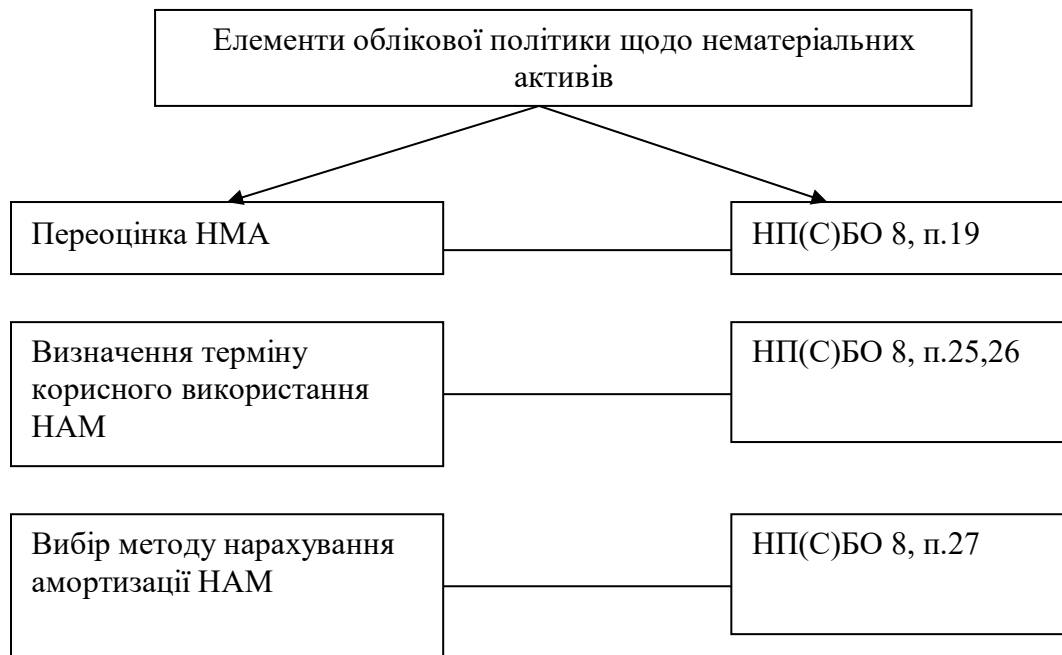 Елементи облікової політики щодо нематеріальних
активів
Переоцінка НМА
НП(С)БО 8, п.19
Визначення терміну
корисного використання
НАМ
НП(С)БО 8, п.25,26
Вибір методу нарахування
амортизації НАМ
НП(С)БО 8, п.27